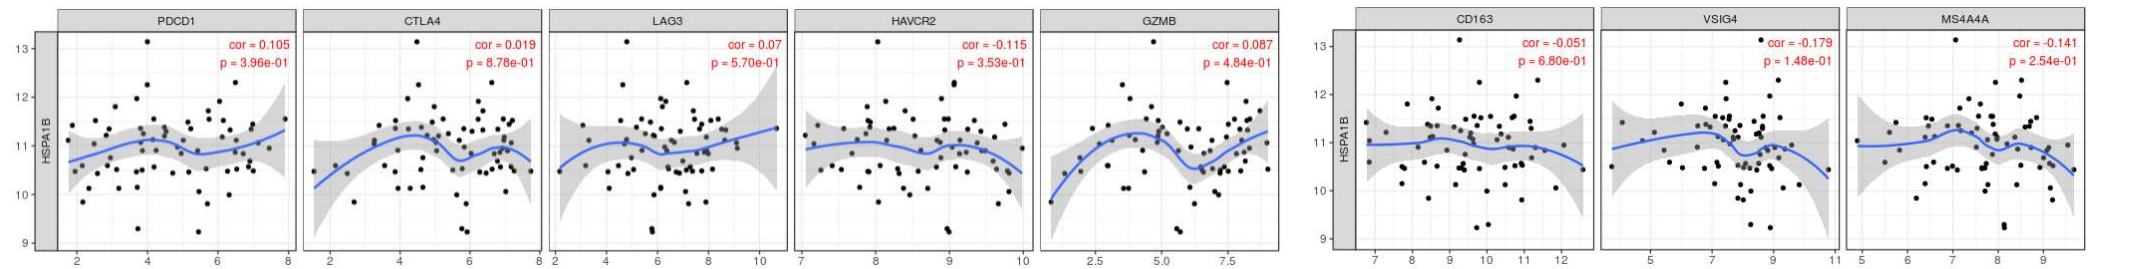 PDCD1 CTLA4 LAG3 HAVCR2 GZMB CD163 VSIG4 MS4A4A
cor = 0.105 cor = 0.019 cor = 0.07 cor = -0.115 cor = 0.087 cor = -0.051 cor = -0.179 cor = -0.141
p = 3.96e-01 p = 8.78e-01 p = 5.70e-01 p = 3.53e-01 p = 4.84e-01 p = 6.80e-01 p = 1.48e-01 p = 2.54e-01
HSPA1B
13
12
11
10
9
HSPA1B
13
12
11
10
9
2 4 6 8 2 4 6 8 2 4 6 8 10 7 8 9 10 2.5 5.0 7.5 7 8 9 10 11 12 5 7 9 11 5 6 7 8 9